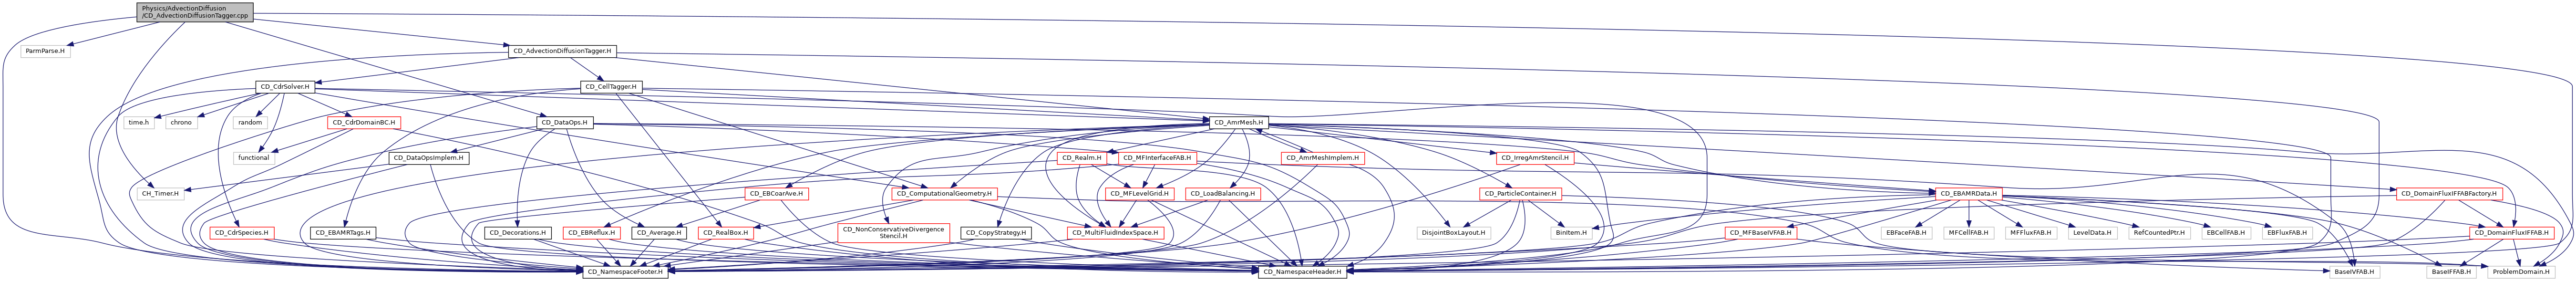 Physics/AdvectionDiffusion
/CD_AdvectionDiffusionTagger.cpp
ParmParse.H
CD_AdvectionDiffusionTagger.H
CD_CdrSolver.H
CD_CellTagger.H
time.h
chrono
random
CD_CdrDomainBC.H
CD_DataOps.H
CD_AmrMesh.H
functional
CD_DataOpsImplem.H
CD_Realm.H
CD_MFInterfaceFAB.H
CD_AmrMeshImplem.H
CD_IrregAmrStencil.H
CH_Timer.H
CD_EBCoarAve.H
CD_ComputationalGeometry.H
CD_MFLevelGrid.H
CD_LoadBalancing.H
CD_ParticleContainer.H
CD_EBAMRData.H
CD_DomainFluxIFFABFactory.H
CD_CdrSpecies.H
CD_EBAMRTags.H
CD_Decorations.H
CD_EBReflux.H
CD_Average.H
CD_RealBox.H
CD_NonConservativeDivergence
Stencil.H
CD_CopyStrategy.H
CD_MultiFluidIndexSpace.H
DisjointBoxLayout.H
BinItem.H
CD_MFBaseIVFAB.H
EBFaceFAB.H
MFCellFAB.H
MFFluxFAB.H
LevelData.H
RefCountedPtr.H
EBCellFAB.H
EBFluxFAB.H
CD_DomainFluxIFFAB.H
CD_NamespaceFooter.H
CD_NamespaceHeader.H
BaseIVFAB.H
BaseIFFAB.H
ProblemDomain.H